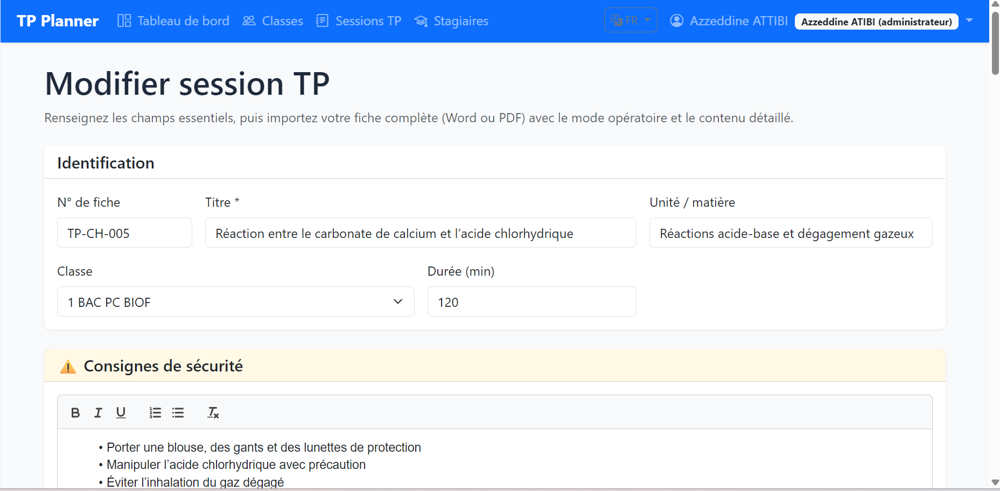 TP Planner Tableau de bord Classes Sessions TP Stagiaires FR Azzeddine ATTIBI Azzeddine ATIBI (administrateur)
Modifier session TP
Renseignez les champs essentiels, puis importez votre fiche complète (Word ou PDF) avec le mode opératoire et le contenu détaillé.
Identification
N° de fiche Titre * Unité / matière
TP-CH-005 Réaction entre le carbonate de calcium et l’acide chlorhydrique Réactions acide-base et dégagement gazeux
Classe Durée (min)
1 BAC PC BIOF 120
Consignes de sécurité
B I U
• Porter une blouse, des gants et des lunettes de protection
• Manipuler l’acide chlorhydrique avec précaution
• Éviter l’inhalation du gaz dégagé